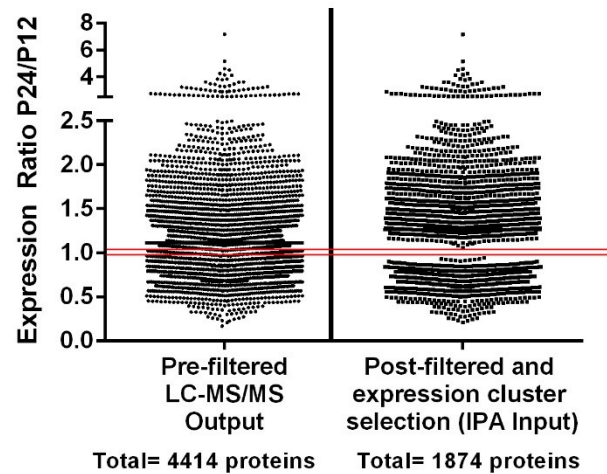 Expression Ratio P24/P12
8
6
4
2.5
2.0
1.5
1.0
0.5
0.0
Pre-filtered
LC-MS/MS
Output
Post-filtered and
expression cluster
selection (IPA Input)
Total= 4414 proteins
Total= 1874 proteins